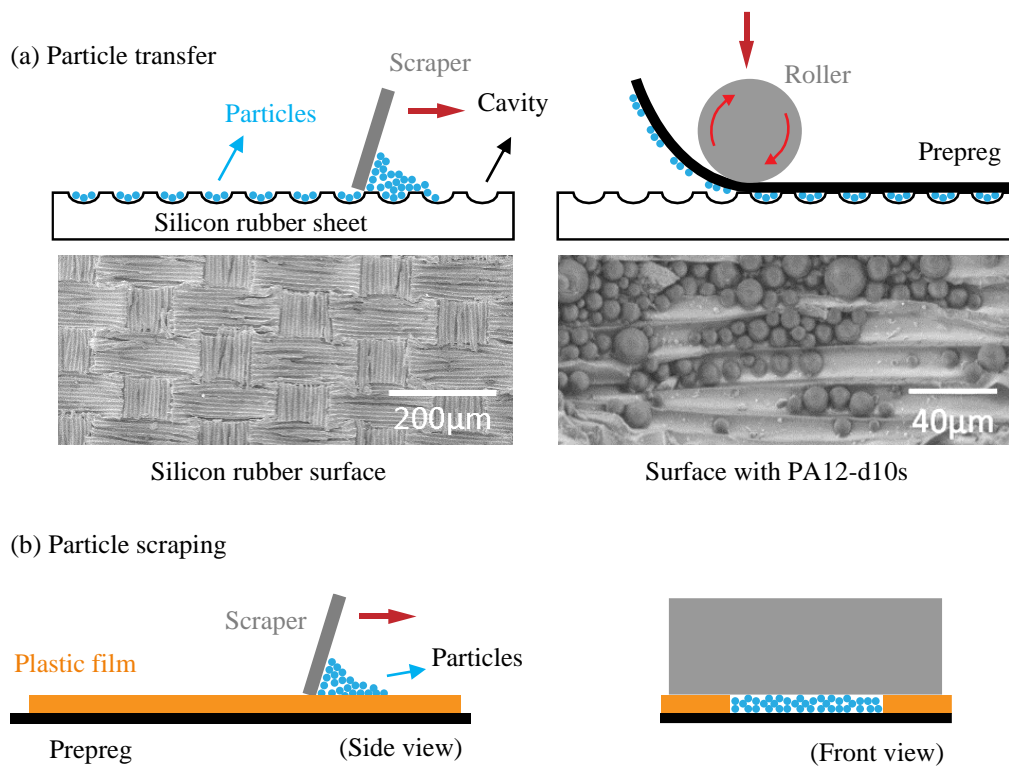 (a) Particle transfer
Scraper
Particles
Cavity
Silicon rubber sheet
Roller
Prepreg
200μm
40μm
Silicon rubber surface
Surface with PA12-d10s
(b) Particle scraping
Scraper
Plastic film
Particles
Prepreg
(Side view)
(Front view)